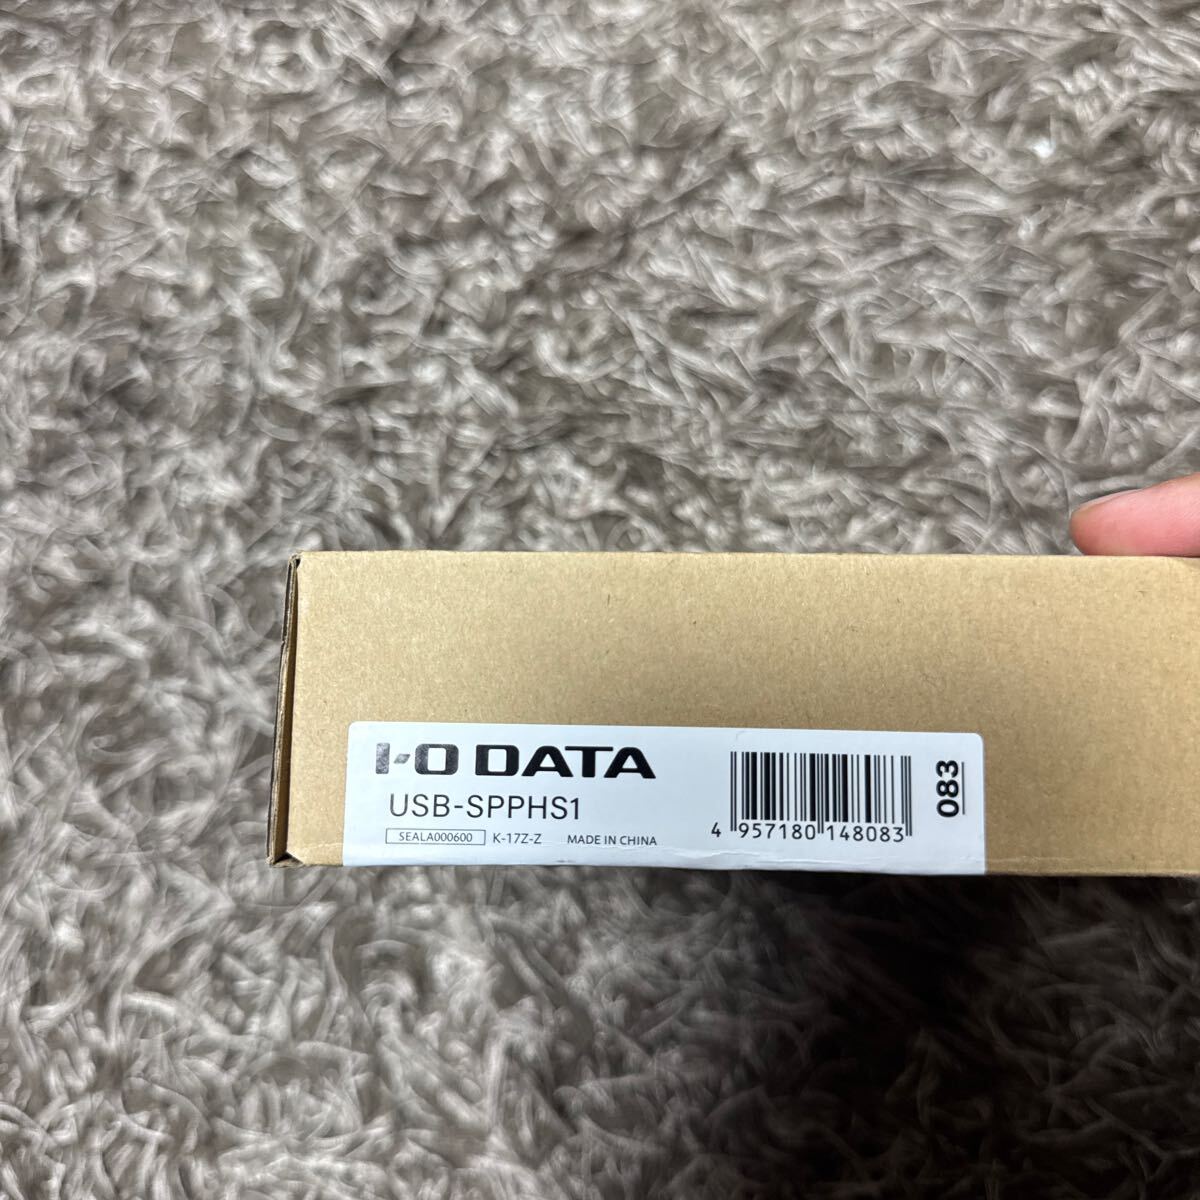 I-O DATA
USB-SPPHS1
SEALA000600 K-17Z-Z MADE IN CHINA
4 957180 148083
083